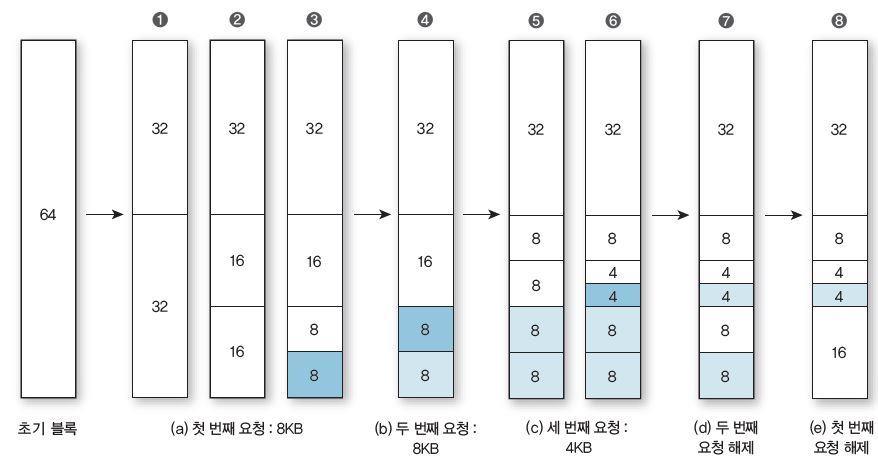 ❶ ❷ ❸ ❹ ❺ ❻ ❼ ❽
32 32 32 32 32 32 32 32
64
8 8 8 8
16 16 16
4 4 4
8
4 4 4
32
8 8 8 8 8
16 16
8 8 8 8 8
초기 블록
(a) 첫 번째 요청 : 8KB
(b) 두 번째 요청 :
8KB
(c) 세 번째 요청 :
4KB
(d) 두 번째
요청 해제
(e) 첫 번째
요청 해제